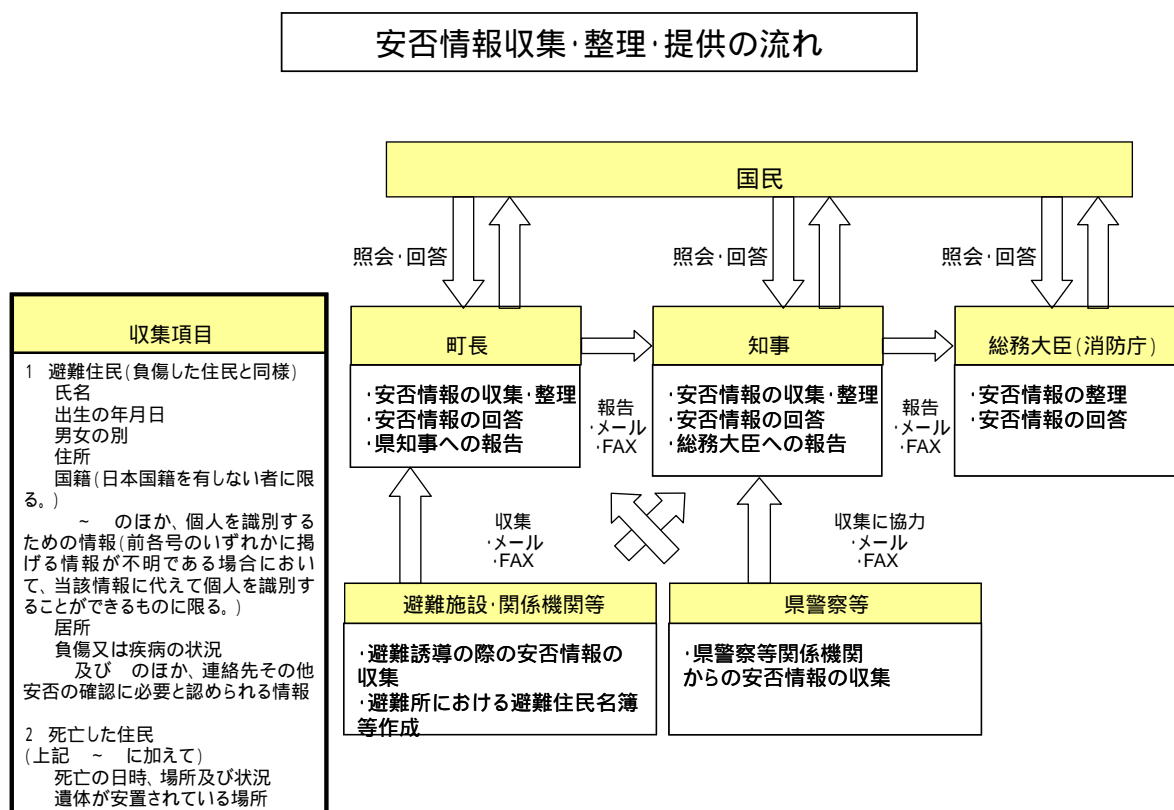 安否情報収集･整理･提供の流れ
国民
照会･回答
照会･回答
照会･回答
収集項目
1 避難住民(負傷した住民と同様)
氏名
出生の年月日
男女の別
住所
国籍(日本国籍を有しない者に限
る。)
～ のほか、個人を識別する
ための情報(前各号のいずれかに掲
げる情報が不明である場合におい
て、当該情報に代えて個人を識別す
ることができるものに限る。)
居所
負傷又は疾病の状況
及び のほか、連絡先その他
安否の確認に必要と認められる情報
2 死亡した住民
(上記 ～ に加えて)
死亡の日時、場所及び状況
遺体が安置されている場所
町長
･安否情報の収集･整理
･安否情報の回答
･県知事への報告
報告
･メール
･FAX
知事
･安否情報の収集･整理
･安否情報の回答
･総務大臣への報告
報告
･メール
･FAX
総務大臣(消防庁)
･安否情報の整理
･安否情報の回答
収集
･メール
･FAX
収集に協力
･メール
･FAX
避難施設･関係機関等
･避難誘導の際の安否情報の
収集
･避難所における避難住民名簿
等作成
県警察等
･県警察等関係機関
からの安否情報の収集